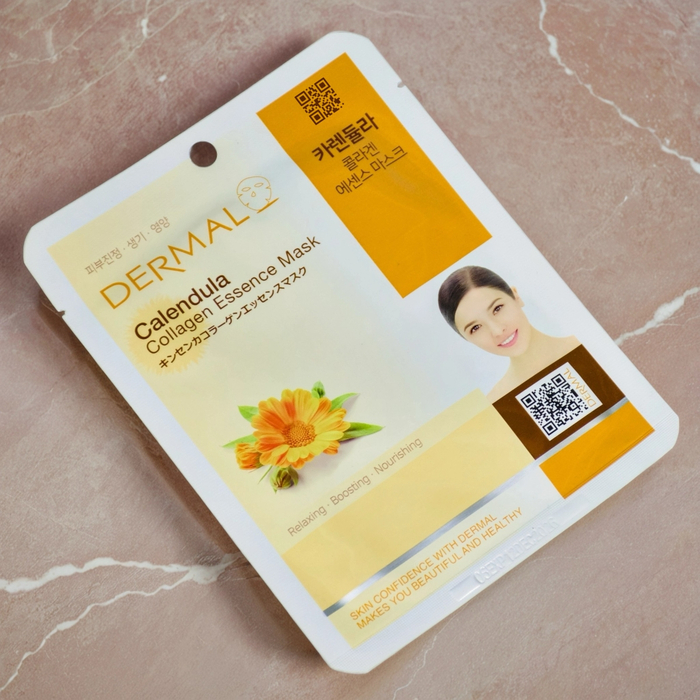 카렌듈라
콜라겐
에센스 마스크
피부진정 · 생기 · 영양
DERMAL
Calendula
Collagen Essence Mask
キンセンカコラーゲンエッセンスマスク
DERMAL
Relaxing · Boosting · Nourishing
SKIN CONFIDENCE WITH DERMAL
MAKES YOU BEAUTIFUL AND HEALTHY